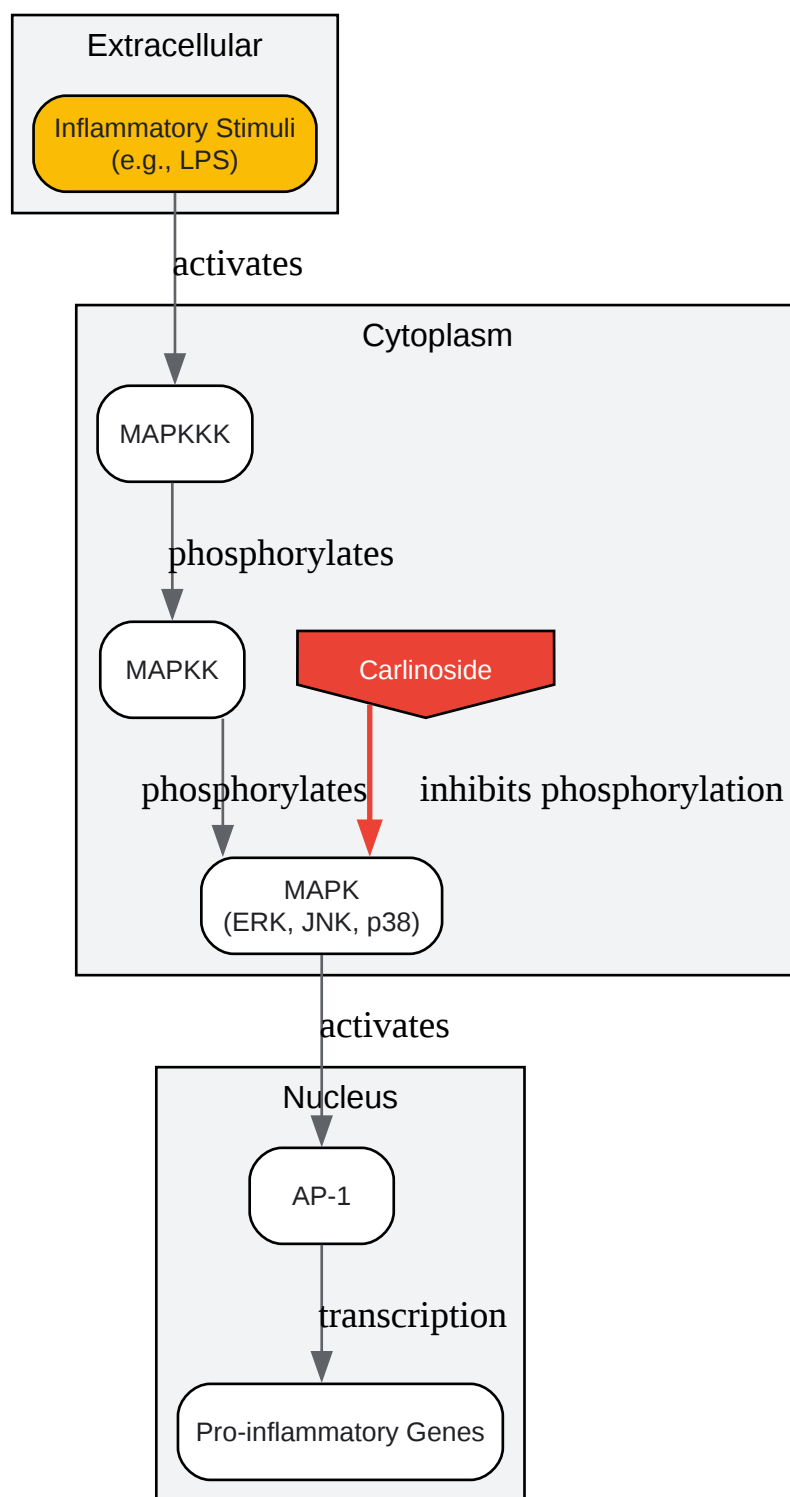 Extracellular
Inflammatory Stimuli
(e.g., LPS)
activates
Cytoplasm
MAPKKK
phosphorylates
MAPKK
Carlinoside
phosphorylates
inhibits phosphorylation
MAPK
(ERK, JNK, p38)
activates
Nucleus
AP-1
transcription
Pro-inflammatory Genes